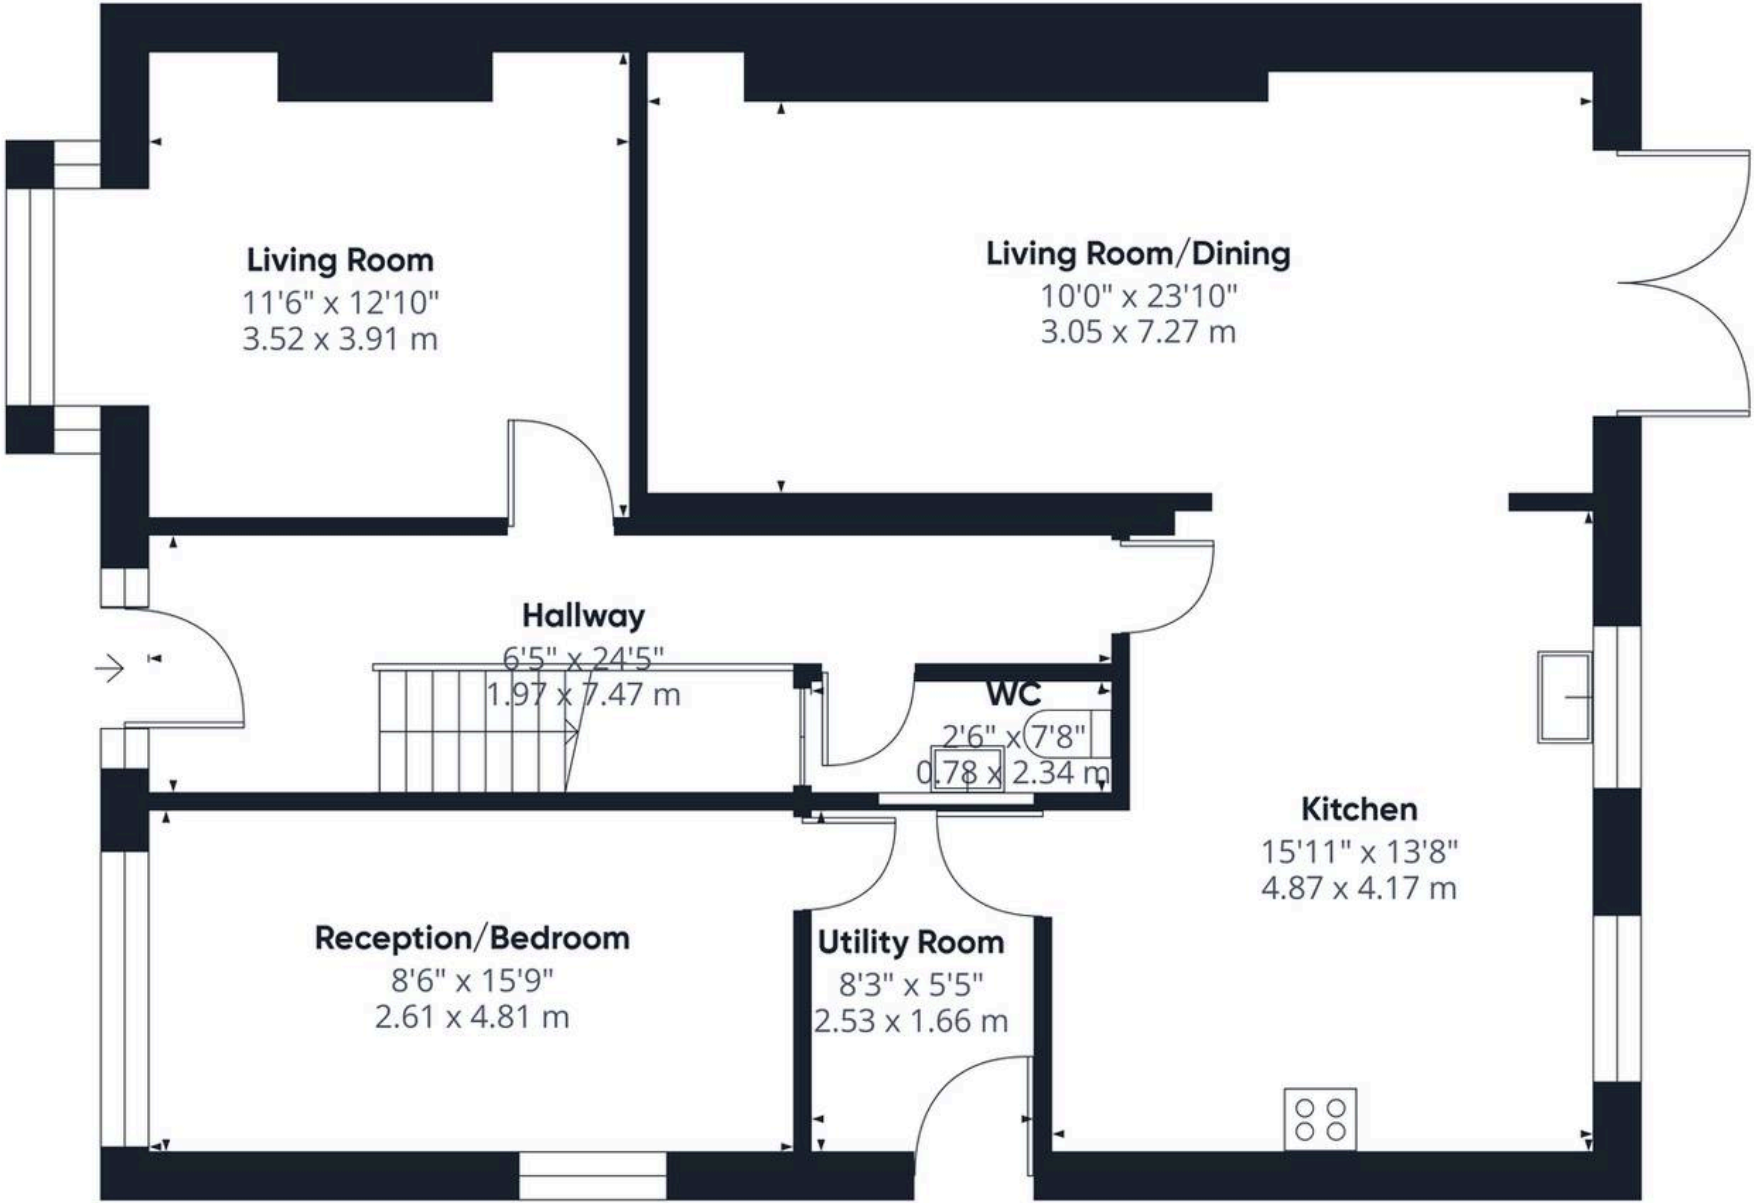 Living Room
11'6" x 12'10"
3.52 x 3.91 m
Living Room/Dining
10'0" x 23'10"
3.05 x 7.27 m
Hallway
6'5" x 24'5"
1.97 x 7.47 m
WC
2'6" x 7'8"
0.78 x 2.34 m
Kitchen
15'11" x 13'8"
4.87 x 4.17 m
Reception/Bedroom
8'6" x 15'9"
2.61 x 4.81 m
Utility Room
8'3" x 5'5"
2.53 x 1.66 m